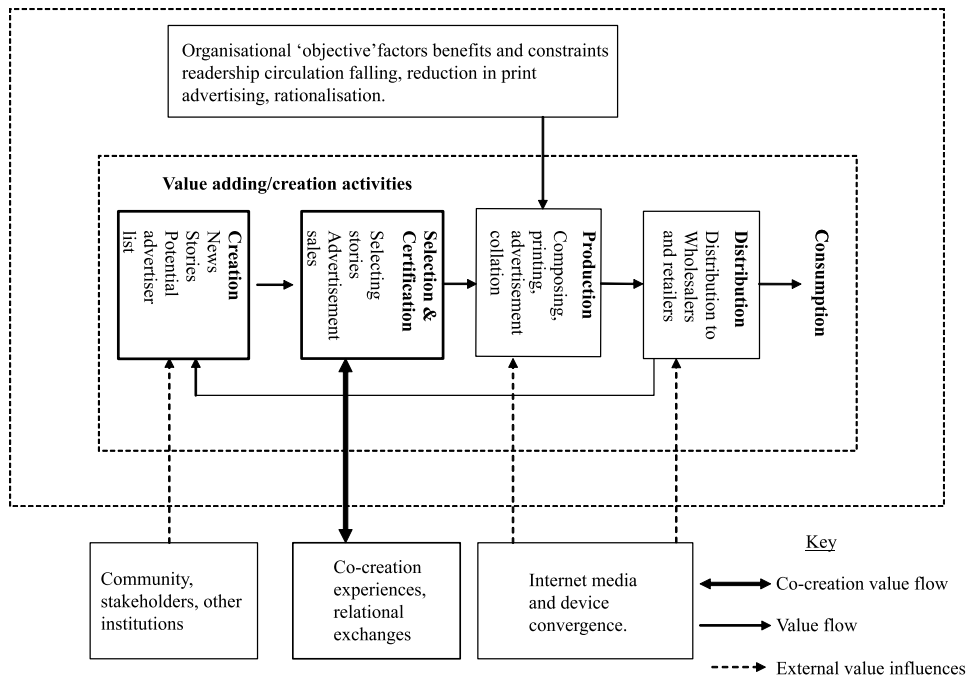 Organisational ‘objective’factors benefits and constraints
readership circulation falling, reduction in print
advertising, rationalisation.
Value adding/creation activities
Creation
News
Stories
Potential
advertiser
list
Selection &
Certification
Selecting
stories
Advertisement
sales
Production
Composing,
printing,
advertisement
collation
Distribution
Distribution to
Wholesalers
and retailers
Consumption
Community,
stakeholders, other
institutions
Co-creation
experiences,
relational
exchanges
Internet media
and device
convergence.
Key
Co-creation value flow
Value flow
External value influences